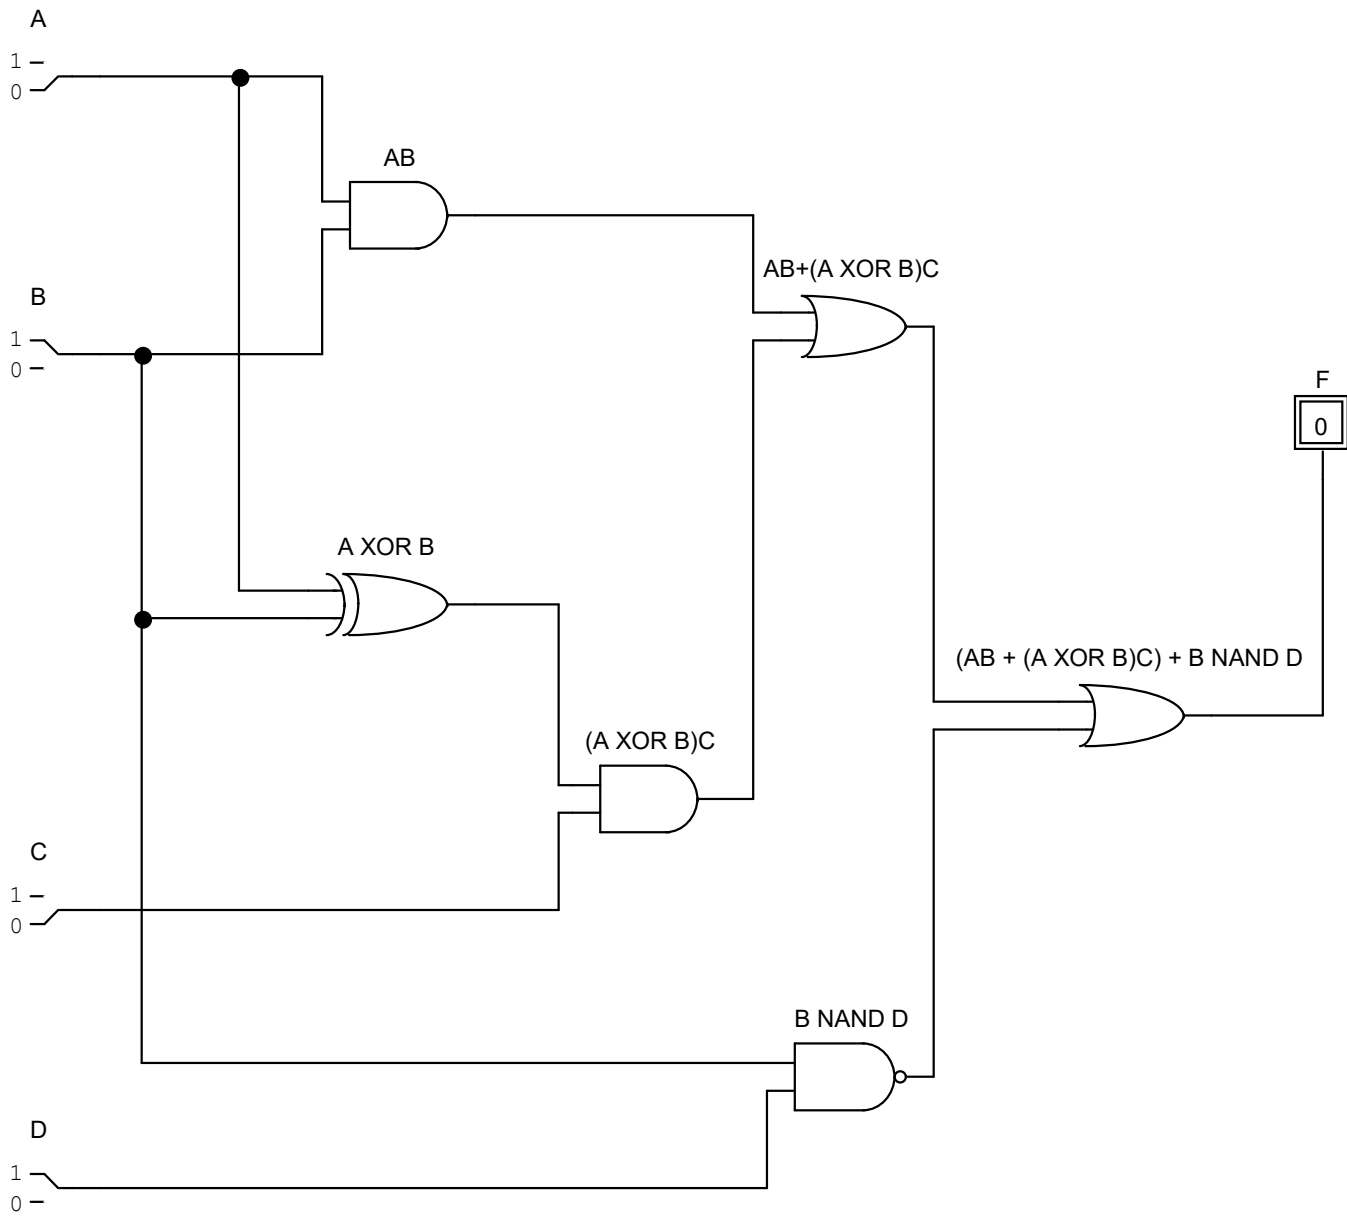 A
1
0
AB
AB+(A XOR B)C
B
1
0
F
0
A XOR B
(AB + (A XOR B)C) + B NAND D
(A XOR B)C
C
1
0
B NAND D
D
1
0